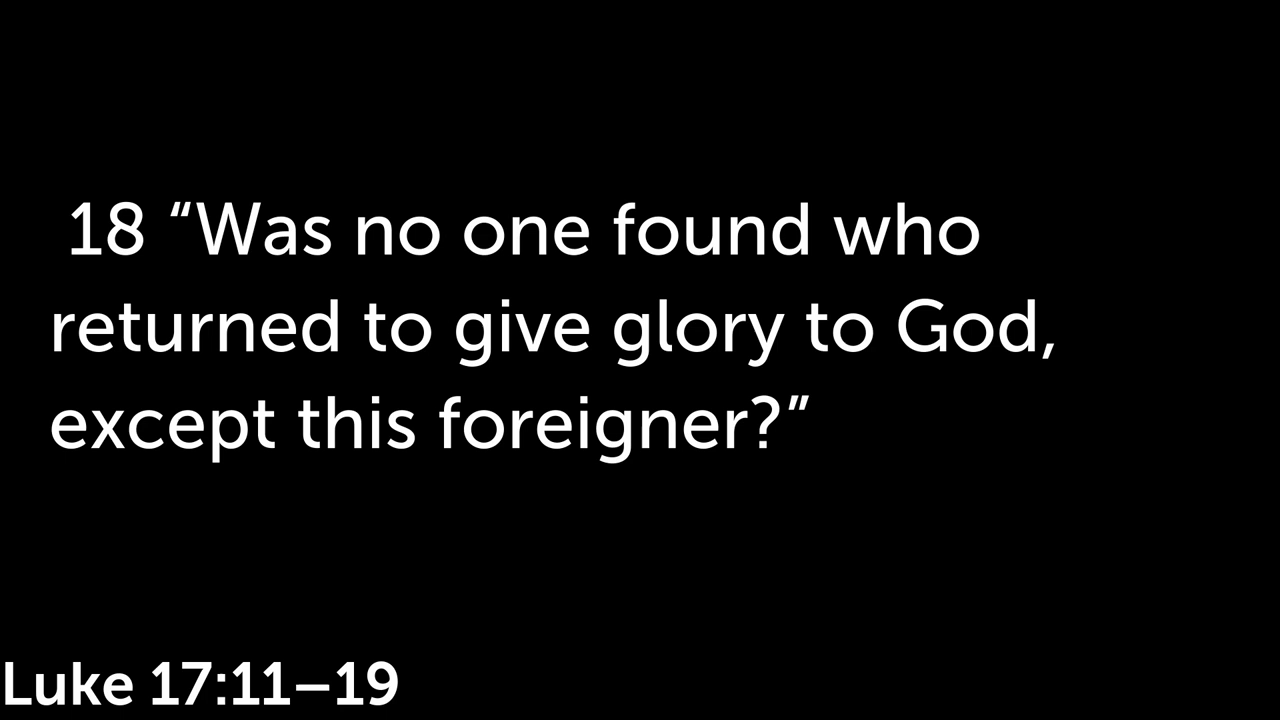 18 “Was no one found who
returned to give glory to God,
except this foreigner?”
Luke 17:11–19